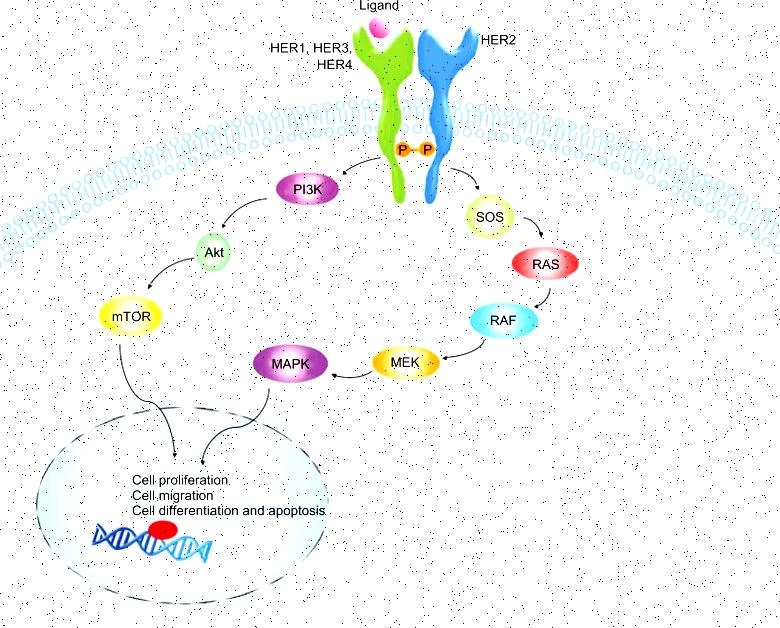 Ligand
HER1, HER3,
HER4
HER2
P
P
PI3K
SOS
Akt
RAS
mTOR
RAF
MAPK
MEK
Cell proliferation
Cell migration
Cell differentiation and apoptosis